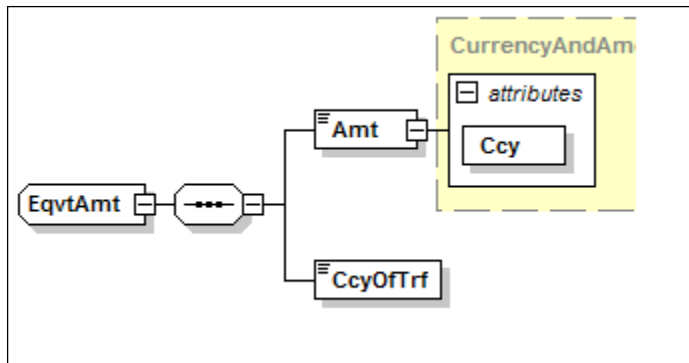 CurrencyAndAm
attributes
Amt
Ccy
EqvtAmt
CcyOfTrf